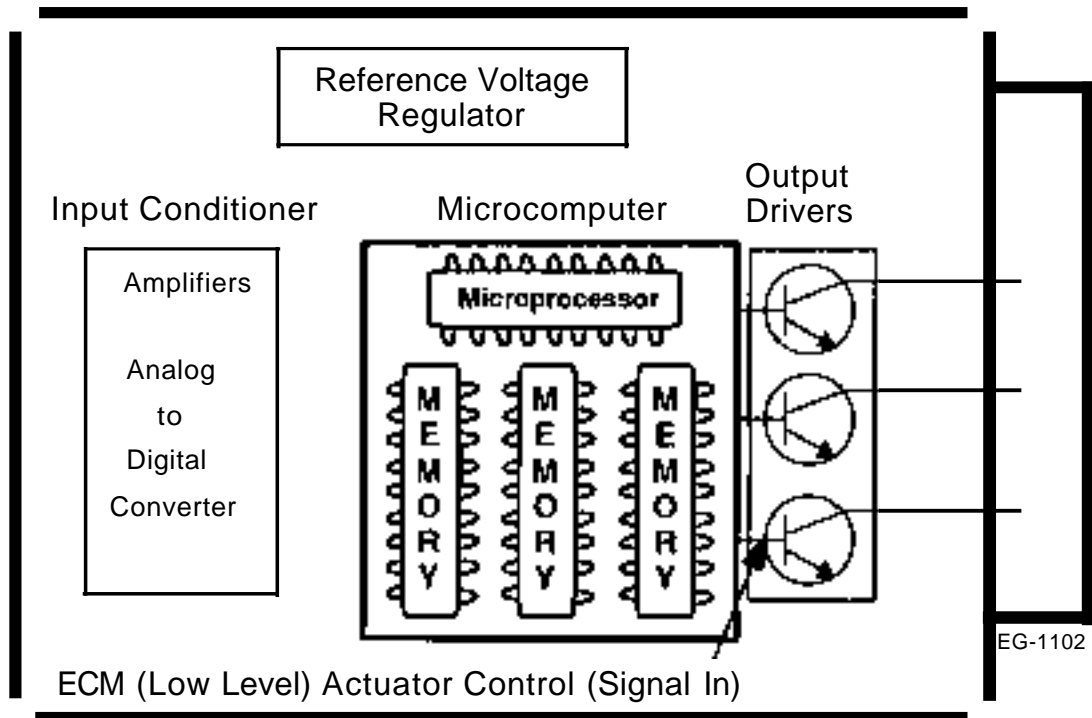 Reference Voltage
Regulator
Input Conditioner
Microcomputer
Output
Drivers
Amplifiers
Analog
to
Digital
Converter
Microprocessor
MEMORY
MEMORY
MEMORY
EG-1102
ECM (Low Level) Actuator Control (Signal In)